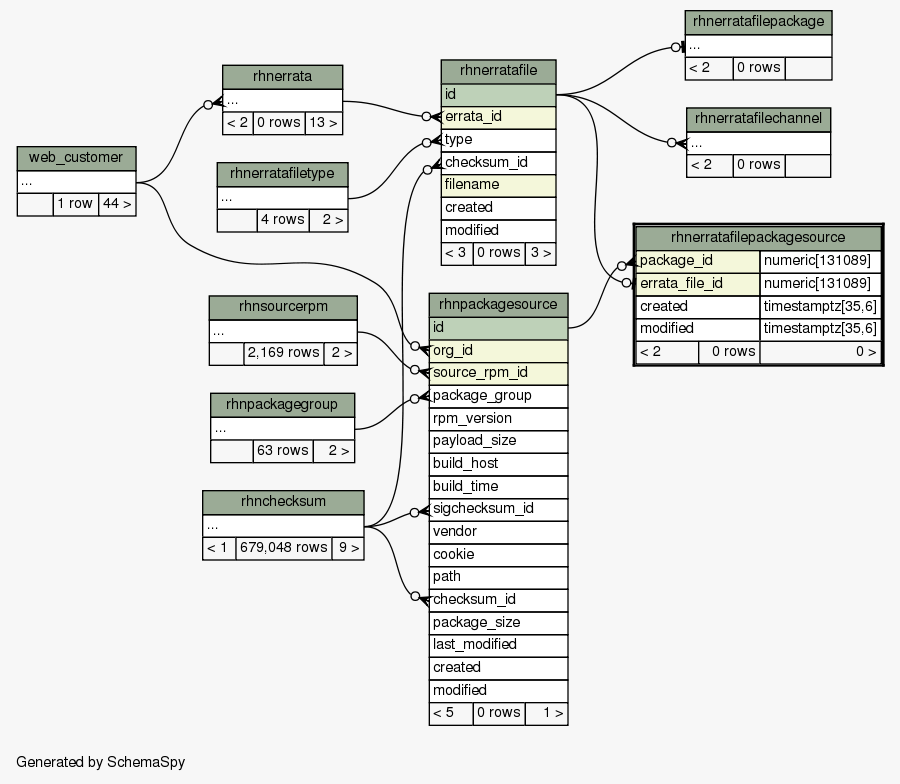 rhnerratafilepackage
...
< 2 0 rows
rhnerrata
...
< 2 0 rows 13 >
rhnerratafile
id
errata_id
type
checksum_id
filename
created
modified
< 3 0 rows 3 >
rhnerratafilechannel
...
< 2 0 rows
web_customer
...
1 row 44 >
rhnerratafiletype
...
4 rows 2 >
rhnerratafilepackagesource
package_id numeric[131089]
errata_file_id numeric[131089]
created timestamptz[35,6]
modified timestamptz[35,6]
< 2 0 rows 0 >
rhnsourcerpm
...
2,169 rows 2 >
rhnpackagesource
id
org_id
source_rpm_id
package_group
rpm_version
payload_size
build_host
build_time
sigchecksum_id
vendor
cookie
path
checksum_id
package_size
last_modified
created
modified
< 5 0 rows 1 >
rhnpackagegroup
...
63 rows 2 >
rhnchecksum
...
< 1 679,048 rows 9 >
Generated by SchemaSpy